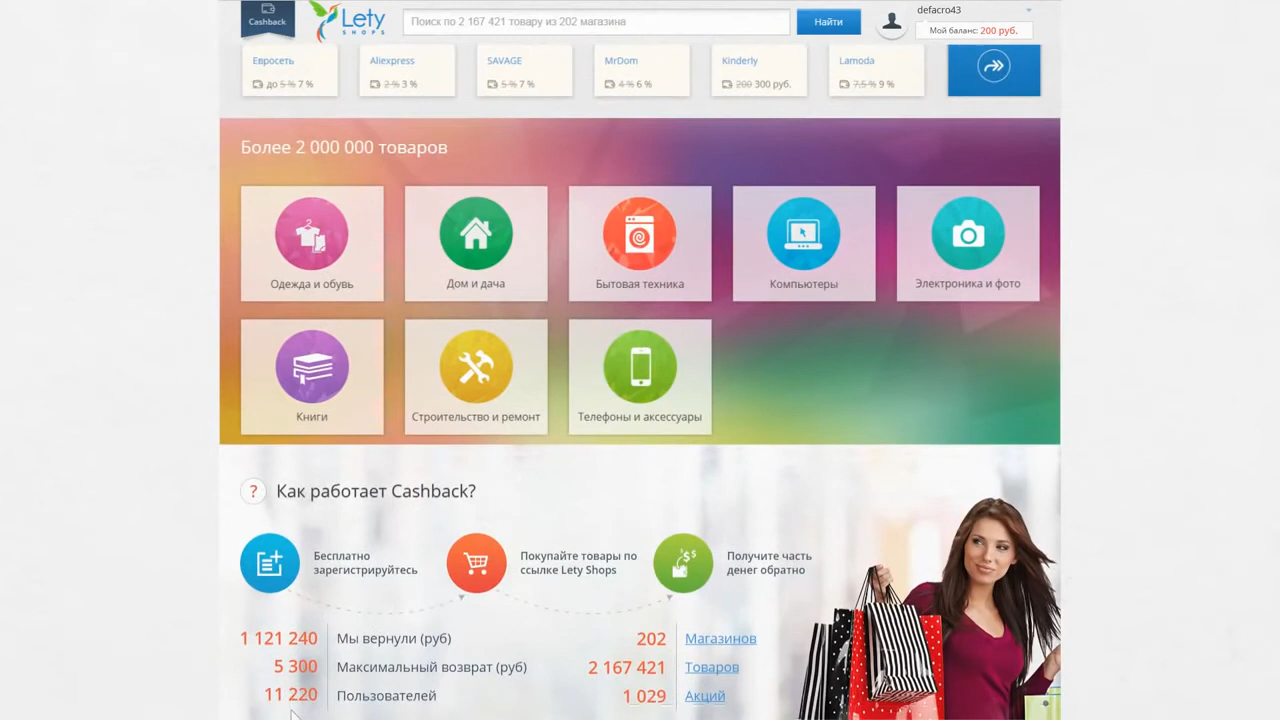 Cashback
Lety
SHOPS
Поиск по 2 167 421 товару из 202 магазина
Найти
defacro43
Мой баланс: 200 руб.
Евросеть
до 5 % 7 %
Aliexpress
2 % 3 %
SAVAGE
5 % 7 %
MrDom
4 % 6 %
Kinderly
200 300 руб.
Lamoda
7.5 % 9 %
Более 2 000 000 товаров
Одежда и обувь
Дом и дача
Бытовая техника
Компьютеры
Электроника и фото
Книги
Строительство и ремонт
Телефоны и аксессуары
? Как работает Cashback?
Бесплатно
зарегистрируйтесь
Покупайте товары по
ссылке Lety Shops
Получите часть
денег обратно
1 121 240 Мы вернули (руб)
5 300 Максимальный возврат (руб)
11 220 Пользователей
202 Магазинов
2 167 421 Товаров
1 029 Акций